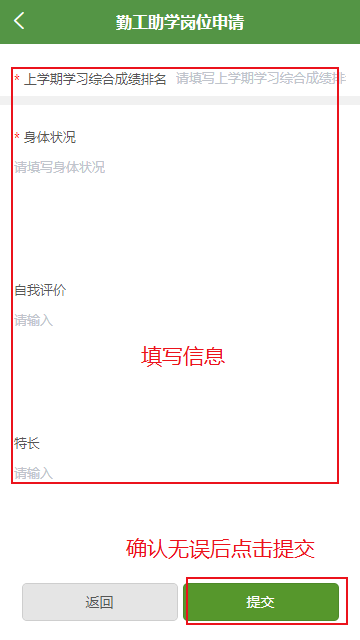 勤工助学岗位申请
* 上学期学习综合成绩排名 请填写上学期学习综合成绩排
* 身体状况
请填写身体状况
自我评价
请输入
填写信息
特长
请输入
确认无误后点击提交
返回 提交